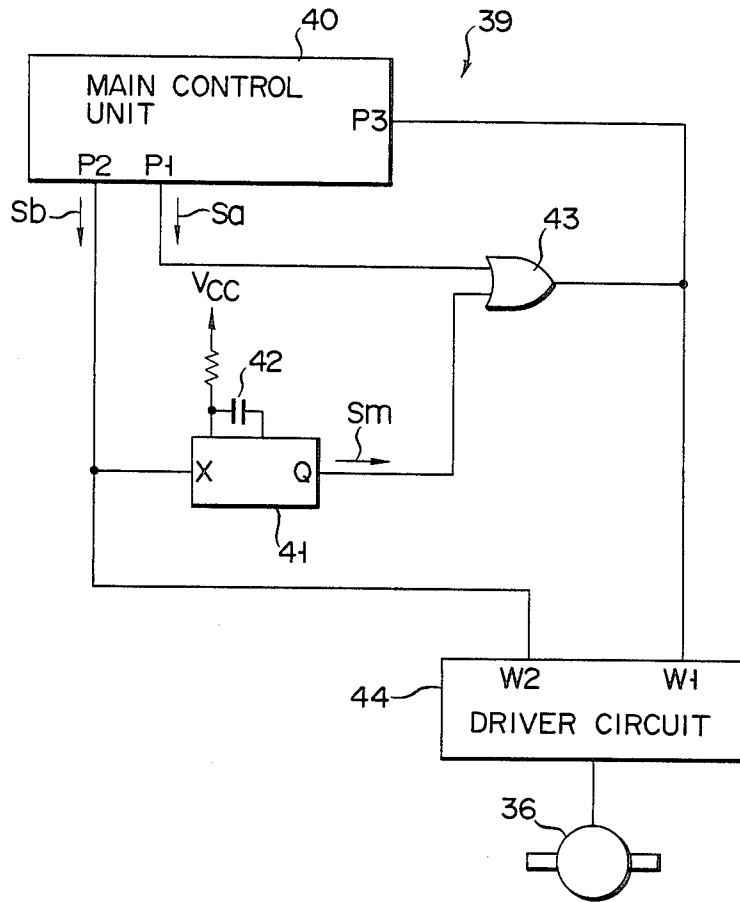 40
39
MAIN CONTROL
UNIT
P3
P2
P1
Sb
Sa
43
VCC
42
Sm
X
Q
41
W2
W1
44
DRIVER CIRCUIT
36